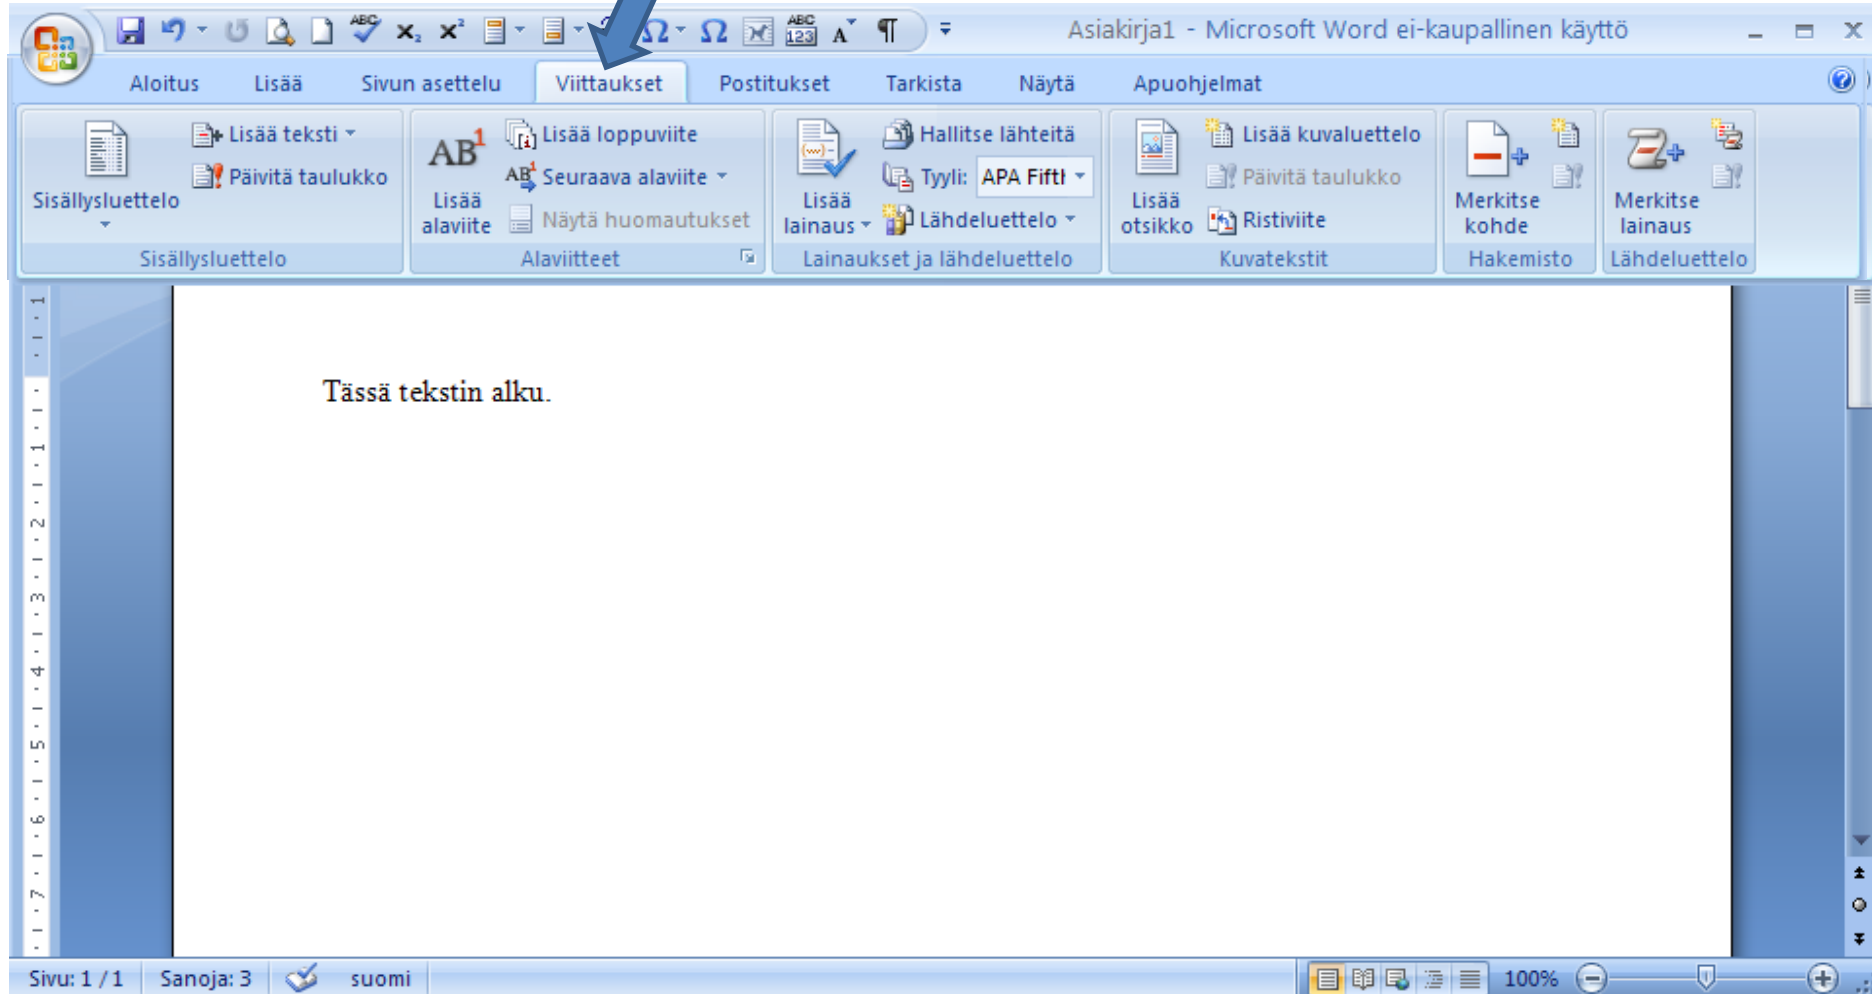 Asiakirja1 - Microsoft Word ei-kaupallinen käyttö
Aloitus Lisää Sivun asettelu Viittaukset Postitukset Tarkista Näytä Apuohjelmat
Sisällysluettelo
Lisää teksti
Päivitä taulukko
Sisällysluettelo
AB1
Lisää
alaviite
Lisää loppuviite
Seuraava alaviite
Näytä huomautukset
Alaviitteet
Lisää
lainaus
Hallitse lähteitä
Tyyli: APA Fift
Lähdeluettelo
Lainaukset ja lähdeluettelo
Lisää
otsikko
Lisää kuvaluettelo
Päivitä taulukko
Ristiviite
Kuvatekstit
Merkitse
kohde
Hakemisto
Merkitse
lainaus
Lähdeluettelo
Tässä tekstin alku.
Sivu: 1 / 1 Sanoja: 3 suomi 100%